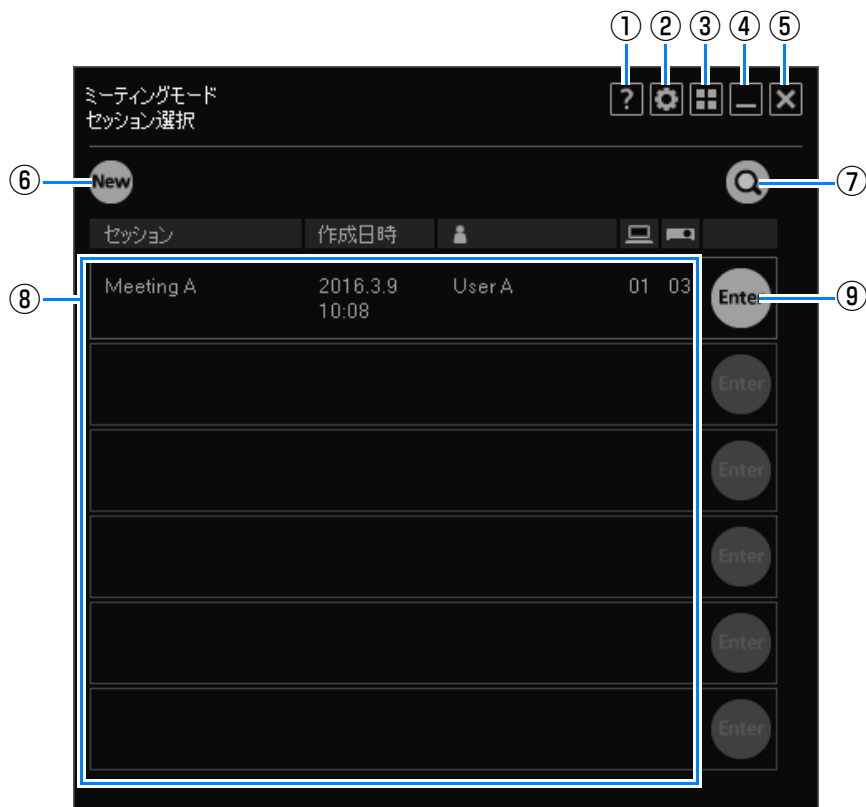 ① ② ③ ④ ⑤
ミーティングモード
セッション選択
?
⑥
New
⑦
セッション 作成日時
⑧
Meeting A 2016.3.9 User A 01 03 Enter
10:08
⑨
Enter
Enter
Enter
Enter
Enter